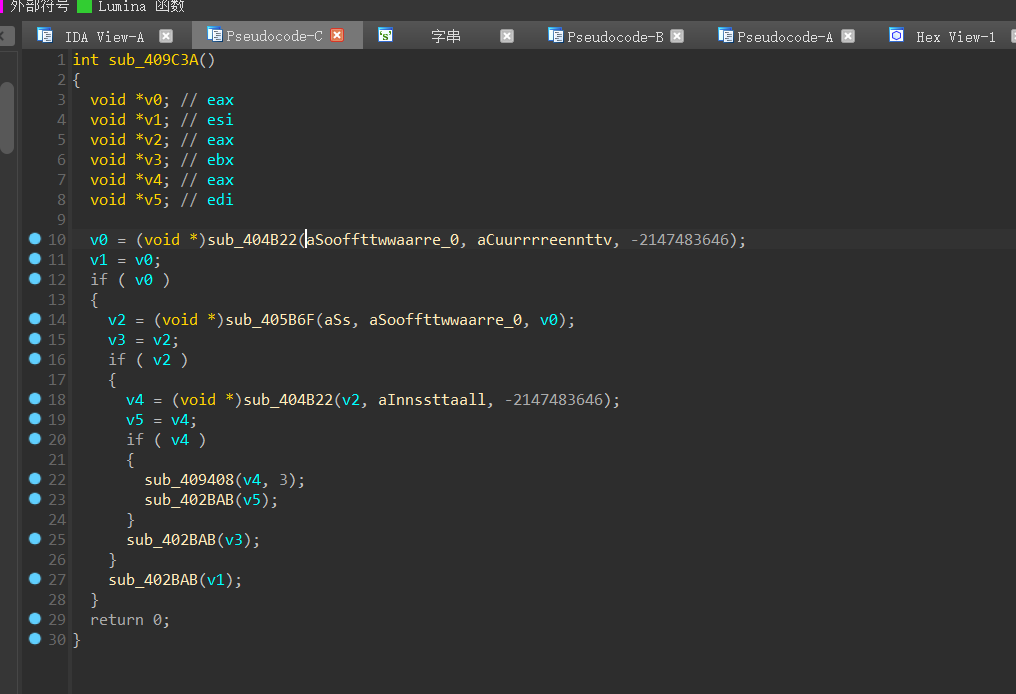 外部符号 Lumina 函数
IDA View-A Pseudocode-C 字串 Pseudocode-B Pseudocode-A Hex View-1
1 int sub_409C3A()
2 {
3 void *v0; // eax
4 void *v1; // esi
5 void *v2; // eax
6 void *v3; // ebx
7 void *v4; // eax
8 void *v5; // edi
9
10 v0 = (void *)sub_404B22(aSooffttwwaarre_0, aCuurrrreennttv, -2147483646);
11 v1 = v0;
12 if ( v0 )
13 {
14 v2 = (void *)sub_405B6F(aSs, aSooffttwwaarre_0, v0);
15 v3 = v2;
16 if ( v2 )
17 {
18 v4 = (void *)sub_404B22(v2, aInnssttaall, -2147483646);
19 v5 = v4;
20 if ( v4 )
21 {
22 sub_409408(v4, 3);
23 sub_402BAB(v5);
24 }
25 sub_402BAB(v3);
26 }
27 sub_402BAB(v1);
28 }
29 return 0;
30 }